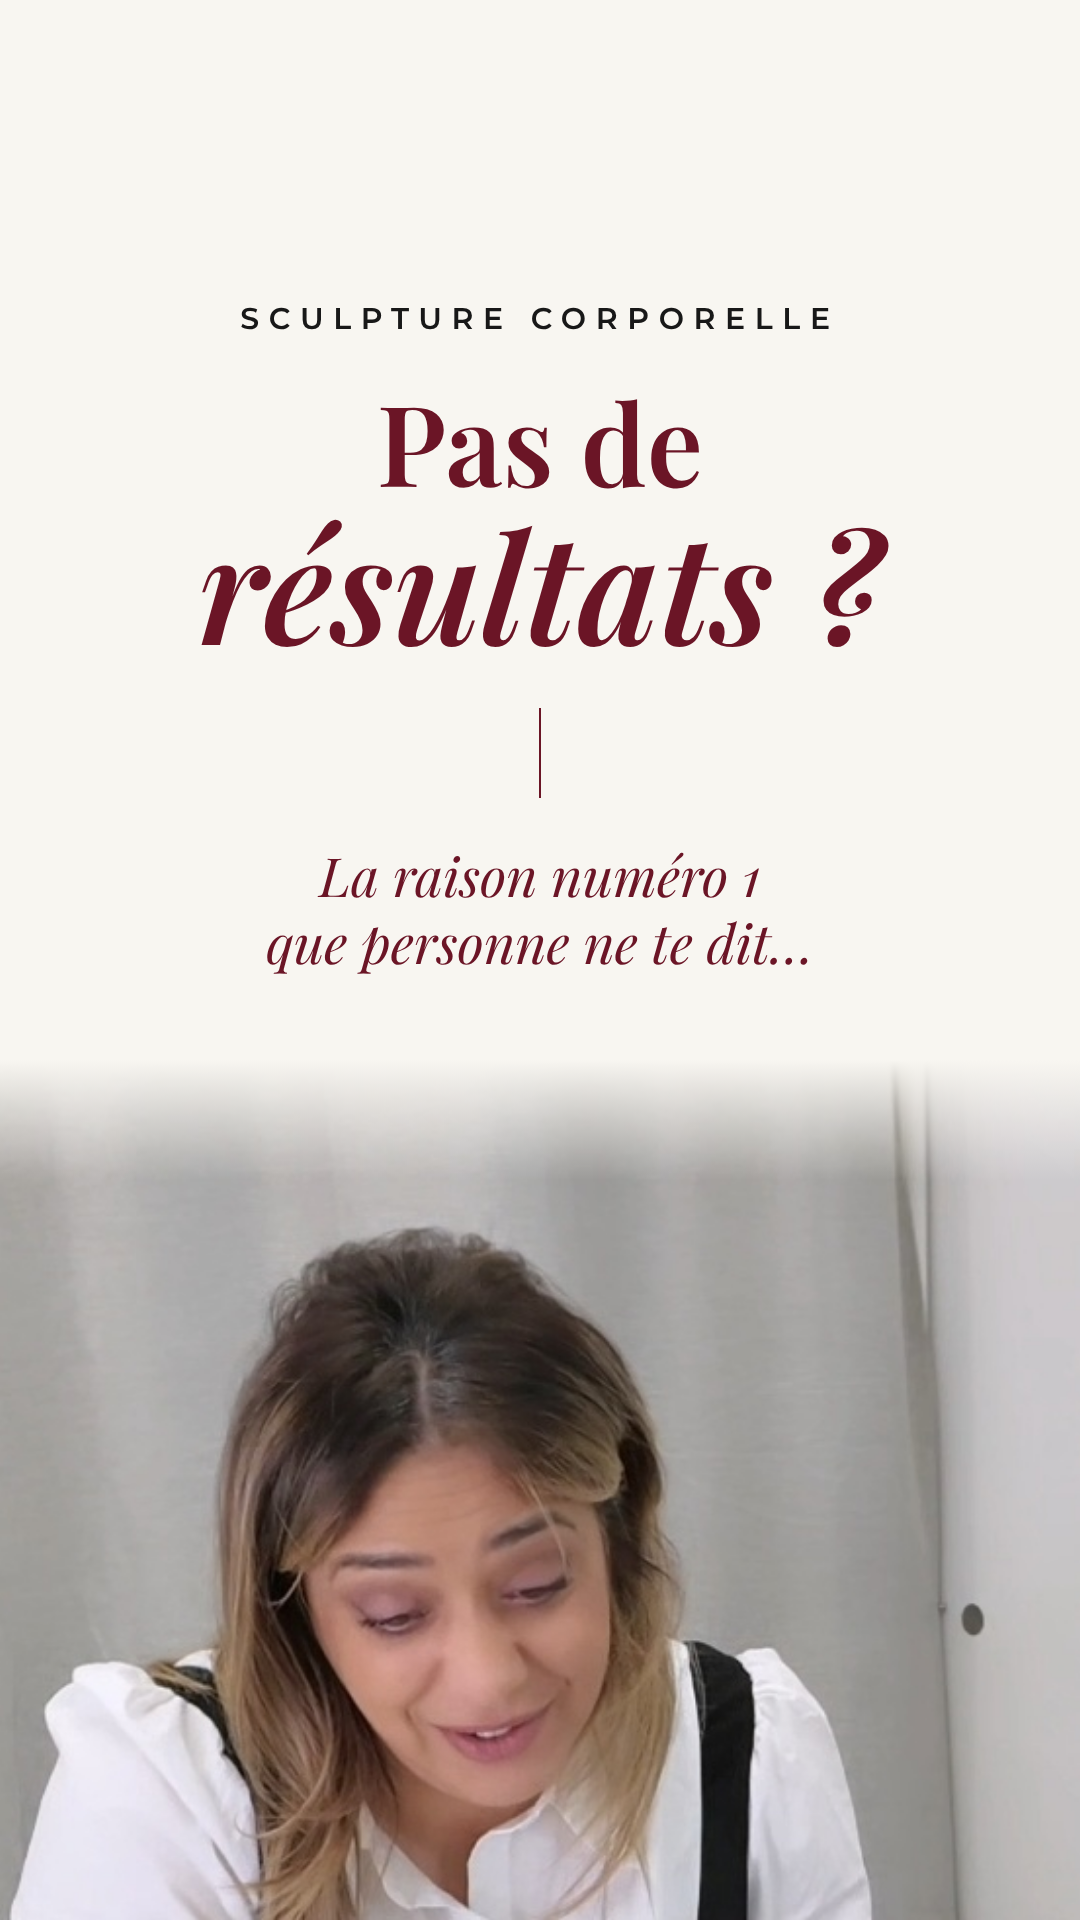 SCULPTURE CORPORELLE
Pas de
résultats ?
La raison numéro 1
que personne ne te dit...